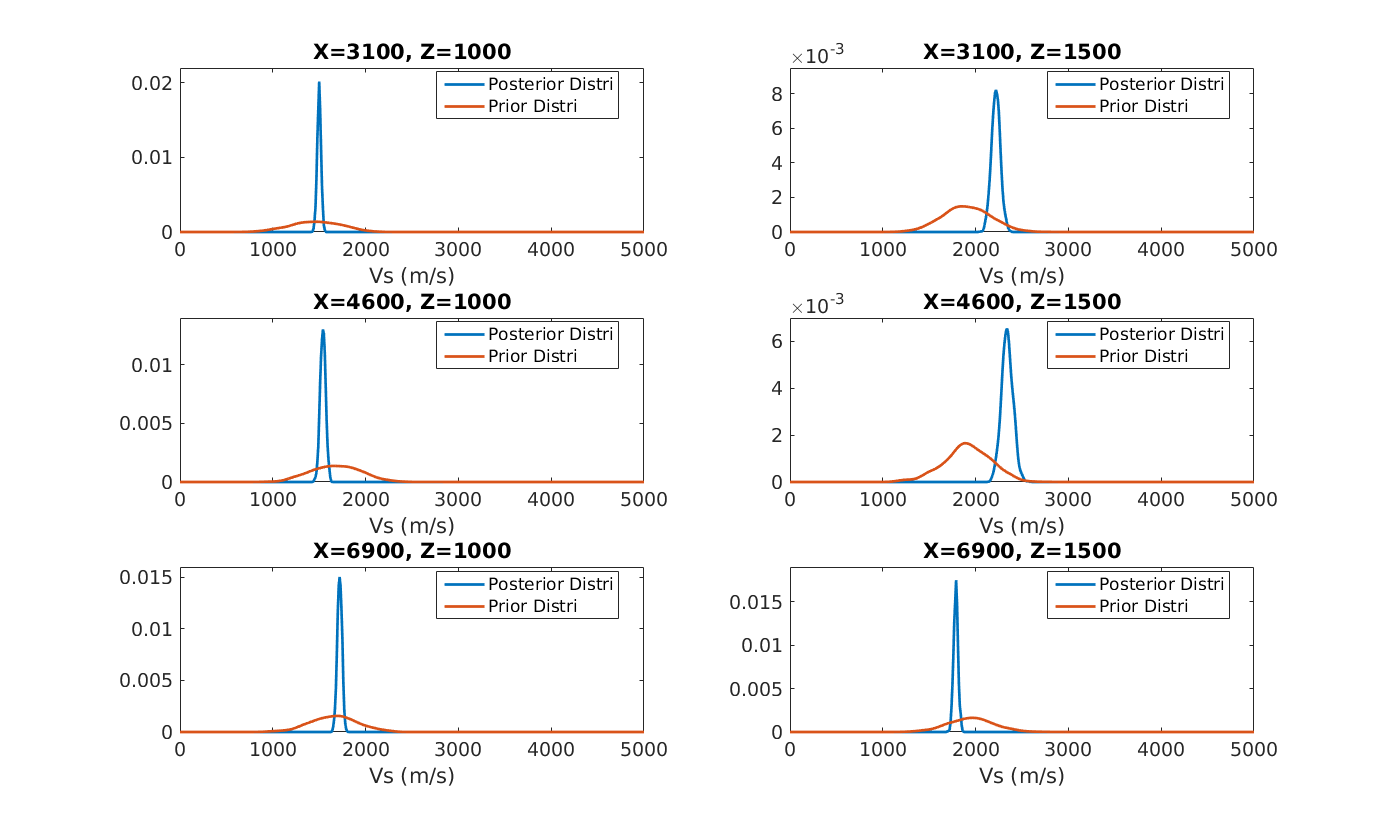 X=3100, Z=1000
0.02
0.01
0
0 1000 2000 3000 4000 5000
Vs (m/s)
Posterior Distri
Prior Distri
X=3100, Z=1500
×10-3
8
6
4
2
0
0 1000 2000 3000 4000 5000
Vs (m/s)
Posterior Distri
Prior Distri
X=4600, Z=1000
0.01
0.005
0
0 1000 2000 3000 4000 5000
Vs (m/s)
Posterior Distri
Prior Distri
X=4600, Z=1500
×10-3
6
4
2
0
0 1000 2000 3000 4000 5000
Vs (m/s)
Posterior Distri
Prior Distri
X=6900, Z=1000
0.015
0.01
0.005
0
0 1000 2000 3000 4000 5000
Vs (m/s)
Posterior Distri
Prior Distri
X=6900, Z=1500
0.015
0.01
0.005
0
0 1000 2000 3000 4000 5000
Vs (m/s)
Posterior Distri
Prior Distri